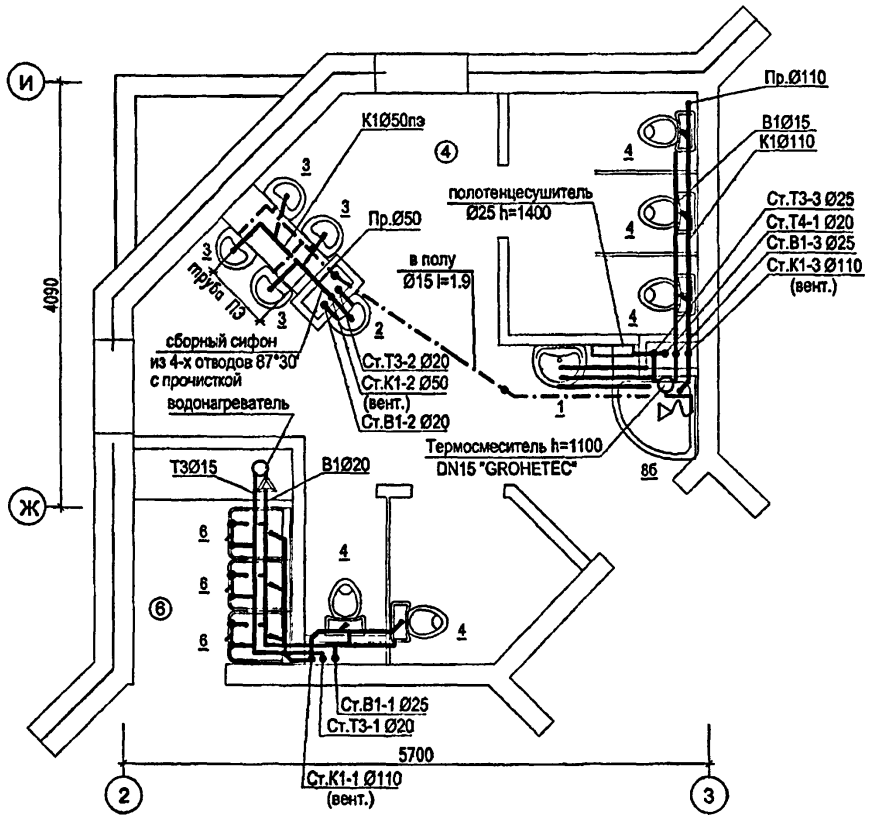 И
Пр.Ø110
К1Ø50пэ
В1Ø15
К1Ø110
4
4
3
полотенцесушитель
Ø25 h=1400
Ст.Т3-3 Ø25
Ст.Т4-1 Ø20
Ст.В1-3 Ø25
Ст.К1-3 Ø110
(вент.)
3
Пр.Ø50
4
3
в полу
Ø15 l=1.9
труба ПЭ
4090
3
2
4
сборный сифон
из 4-х отводов 87°30'
с прочисткой
Ст.Т3-2 Ø20
Ст.К1-2 Ø50
(вент.)
Ст.В1-2 Ø20
водонагреватель
1
Термосмеситель h=1100
DN15 "GROHETEC"
8б
Т3Ø15
В1Ø20
Ж
6
4
6
6
6
4
Ст.В1-1 Ø25
Ст.Т3-1 Ø20
5700
Ст.К1-1 Ø110
(вент.)
2
3